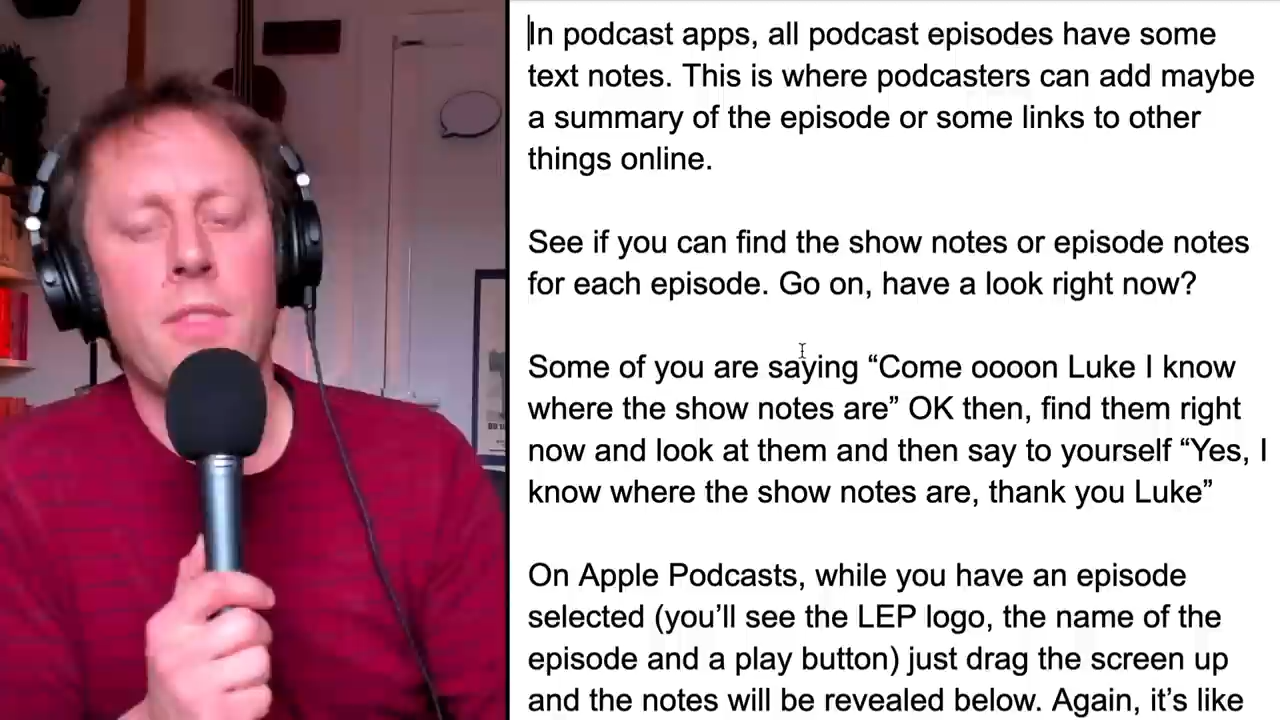 In podcast apps, all podcast episodes have some
text notes. This is where podcasters can add maybe
a summary of the episode or some links to other
things online.
See if you can find the show notes or episode notes
for each episode. Go on, have a look right now?
Some of you are saying “Come oooon Luke I know
where the show notes are” OK then, find them right
now and look at them and then say to yourself “Yes, I
know where the show notes are, thank you Luke”
On Apple Podcasts, while you have an episode
selected (you’ll see the LEP logo, the name of the
episode and a play button) just drag the screen up
and the notes will be revealed below. Again, it’s like